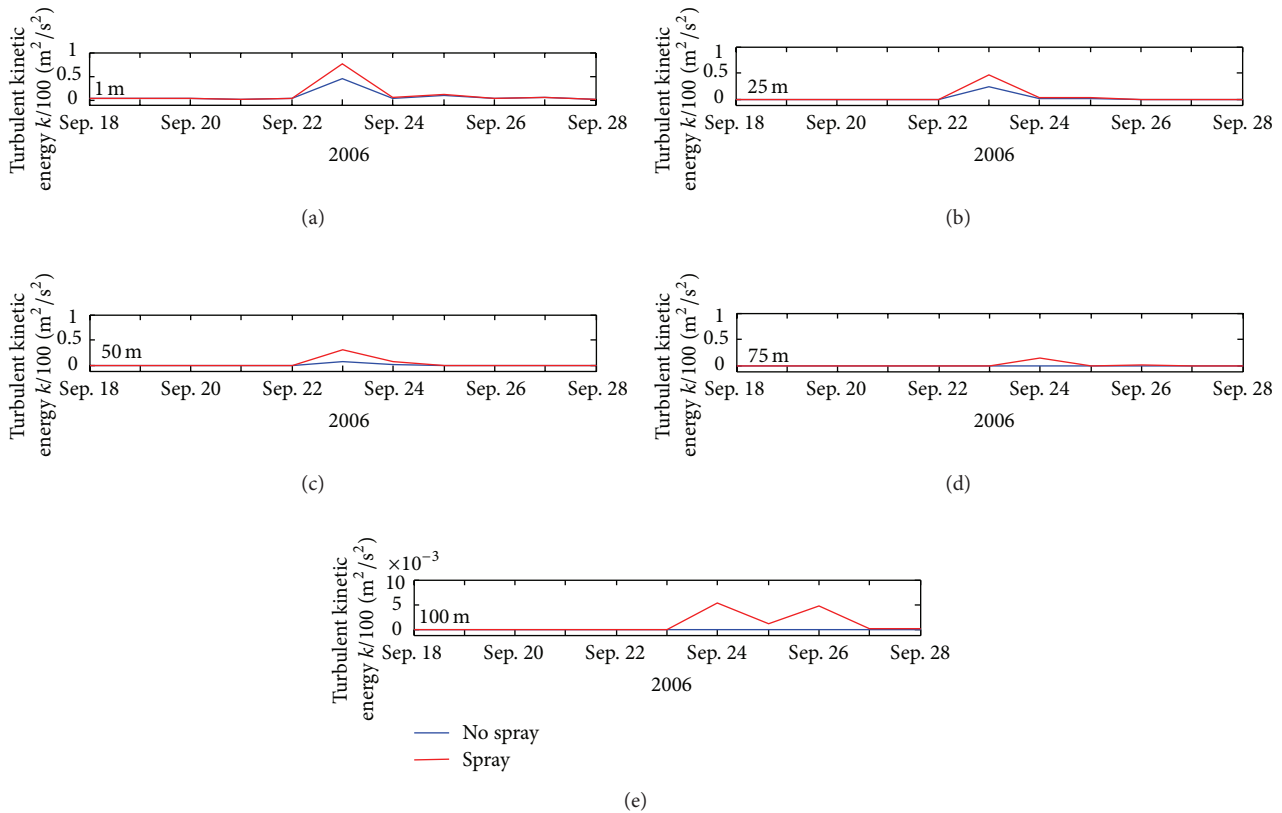 Turbulent kinetic
energy k/100 (m²/s²)
1
0.5
0
1 m
Sep. 18 Sep. 20 Sep. 22 Sep. 24 Sep. 26 Sep. 28
2006
(a)
Turbulent kinetic
energy k/100 (m²/s²)
1
0.5
0
25 m
Sep. 18 Sep. 20 Sep. 22 Sep. 24 Sep. 26 Sep. 28
2006
(b)
Turbulent kinetic
energy k/100 (m²/s²)
1
0.5
0
50 m
Sep. 18 Sep. 20 Sep. 22 Sep. 24 Sep. 26 Sep. 28
2006
(c)
Turbulent kinetic
energy k/100 (m²/s²)
1
0.5
0
75 m
Sep. 18 Sep. 20 Sep. 22 Sep. 24 Sep. 26 Sep. 28
2006
(d)
Turbulent kinetic
energy k/100 (m²/s²)
×10⁻³
10
5
0
100 m
Sep. 18 Sep. 20 Sep. 22 Sep. 24 Sep. 26 Sep. 28
2006
No spray
Spray
(e)